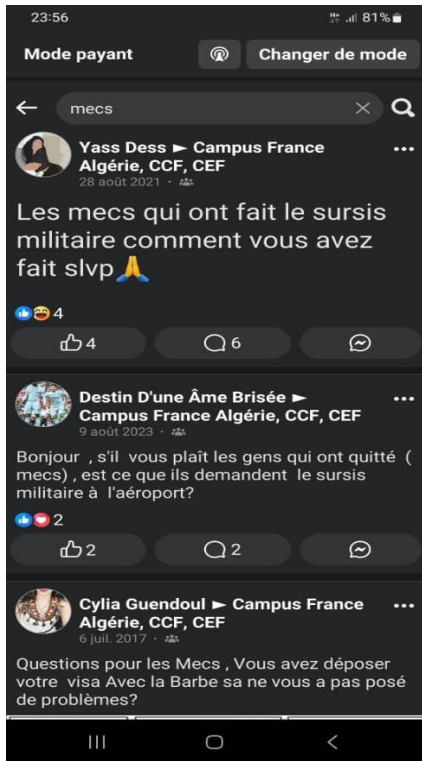 23:56
81%
Mode payant
Changer de mode
mecs
Yass Dess ► Campus France
Algérie, CCF, CEF
28 août 2021 ·
Les mecs qui ont fait le sursis
militaire comment vous avez
fait slvp🙏
4
4
6
Destin D'une Âme Brisée ►
Campus France Algérie, CCF, CEF
9 août 2023 ·
Bonjour , s'il vous plaît les gens qui ont quitté (
mecs) , est ce que ils demandent le sursis
militaire à l'aéroport?
2
2
2
Cylia Guendoul ► Campus France
Algérie, CCF, CEF
6 juil. 2017 ·
Questions pour les Mecs , Vous avez déposer
votre visa Avec la Barbe sa ne vous a pas posé
de problèmes?